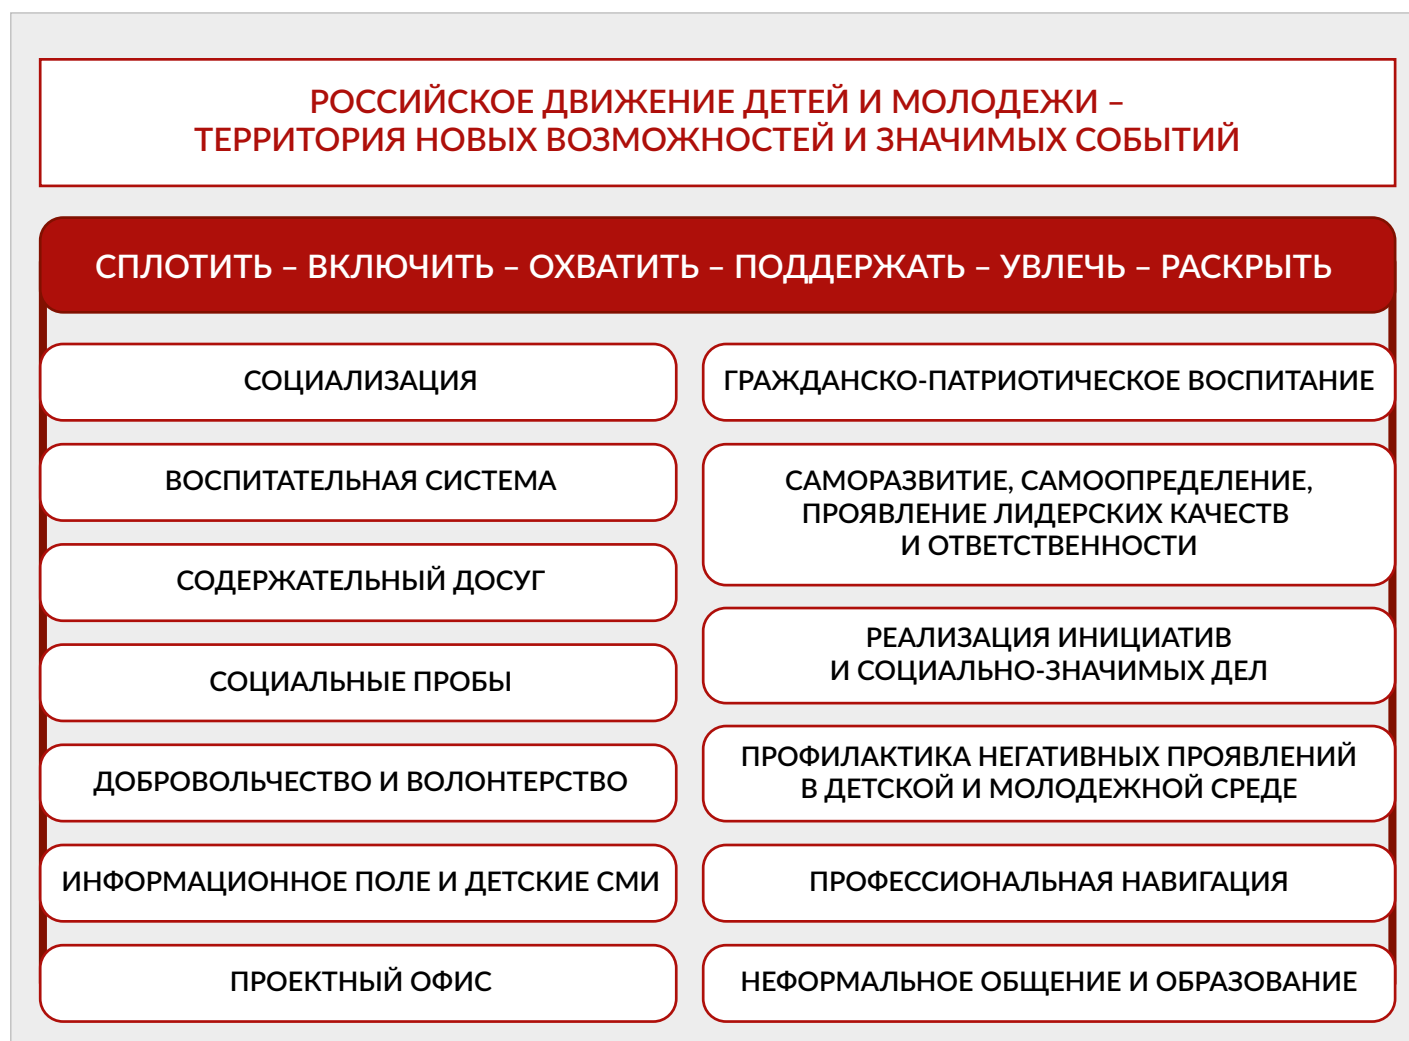 РОССИЙСКОЕ ДВИЖЕНИЕ ДЕТЕЙ И МОЛОДЕЖИ –
ТЕРРИТОРИЯ НОВЫХ ВОЗМОЖНОСТЕЙ И ЗНАЧИМЫХ СОБЫТИЙ
СПЛОТИТЬ – ВКЛЮЧИТЬ – ОХВАТИТЬ – ПОДДЕРЖАТЬ – УВЛЕЧЬ – РАСКРЫТЬ
СОЦИАЛИЗАЦИЯ
ВОСПИТАТЕЛЬНАЯ СИСТЕМА
СОДЕРЖАТЕЛЬНЫЙ ДОСУГ
СОЦИАЛЬНЫЕ ПРОБЫ
ДОБРОВОЛЬЧЕСТВО И ВОЛОНТЕРСТВО
ИНФОРМАЦИОННОЕ ПОЛЕ И ДЕТСКИЕ СМИ
ПРОЕКТНЫЙ ОФИС
ГРАЖДАНСКО-ПАТРИОТИЧЕСКОЕ ВОСПИТАНИЕ
САМОРАЗВИТИЕ, САМООПРЕДЕЛЕНИЕ,
ПРОЯВЛЕНИЕ ЛИДЕРСКИХ КАЧЕСТВ
И ОТВЕТСТВЕННОСТИ
РЕАЛИЗАЦИЯ ИНИЦИАТИВ
И СОЦИАЛЬНО-ЗНАЧИМЫХ ДЕЛ
ПРОФИЛАКТИКА НЕГАТИВНЫХ ПРОЯВЛЕНИЙ
В ДЕТСКОЙ И МОЛОДЕЖНОЙ СРЕДЕ
ПРОФЕССИОНАЛЬНАЯ НАВИГАЦИЯ
НЕФОРМАЛЬНОЕ ОБЩЕНИЕ И ОБРАЗОВАНИЕ